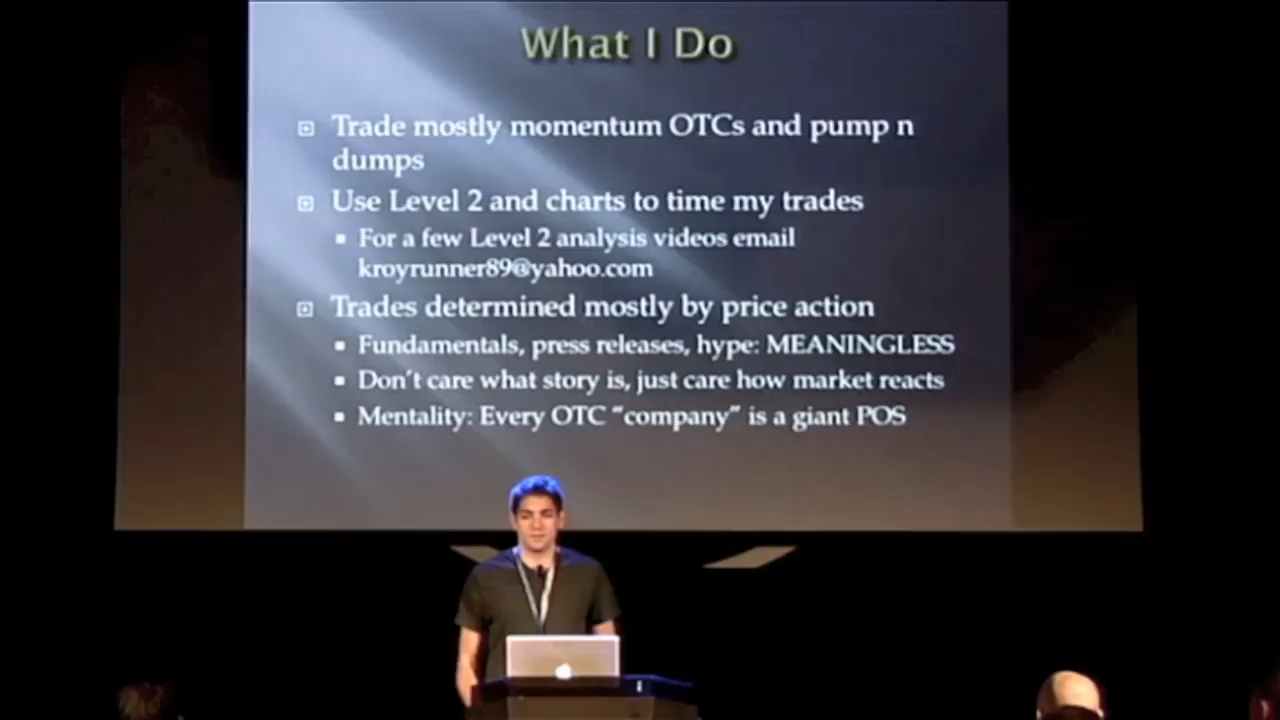 What I Do
Trade mostly momentum OTCs and pump n
dumps
Use Level 2 and charts to time my trades
For a few Level 2 analysis videos email
kroyrunner89@yahoo.com
Trades determined mostly by price action
Fundamentals, press releases, hype: MEANINGLESS
Don't care what story is, just care how market reacts
Mentality: Every OTC “company” is a giant POS